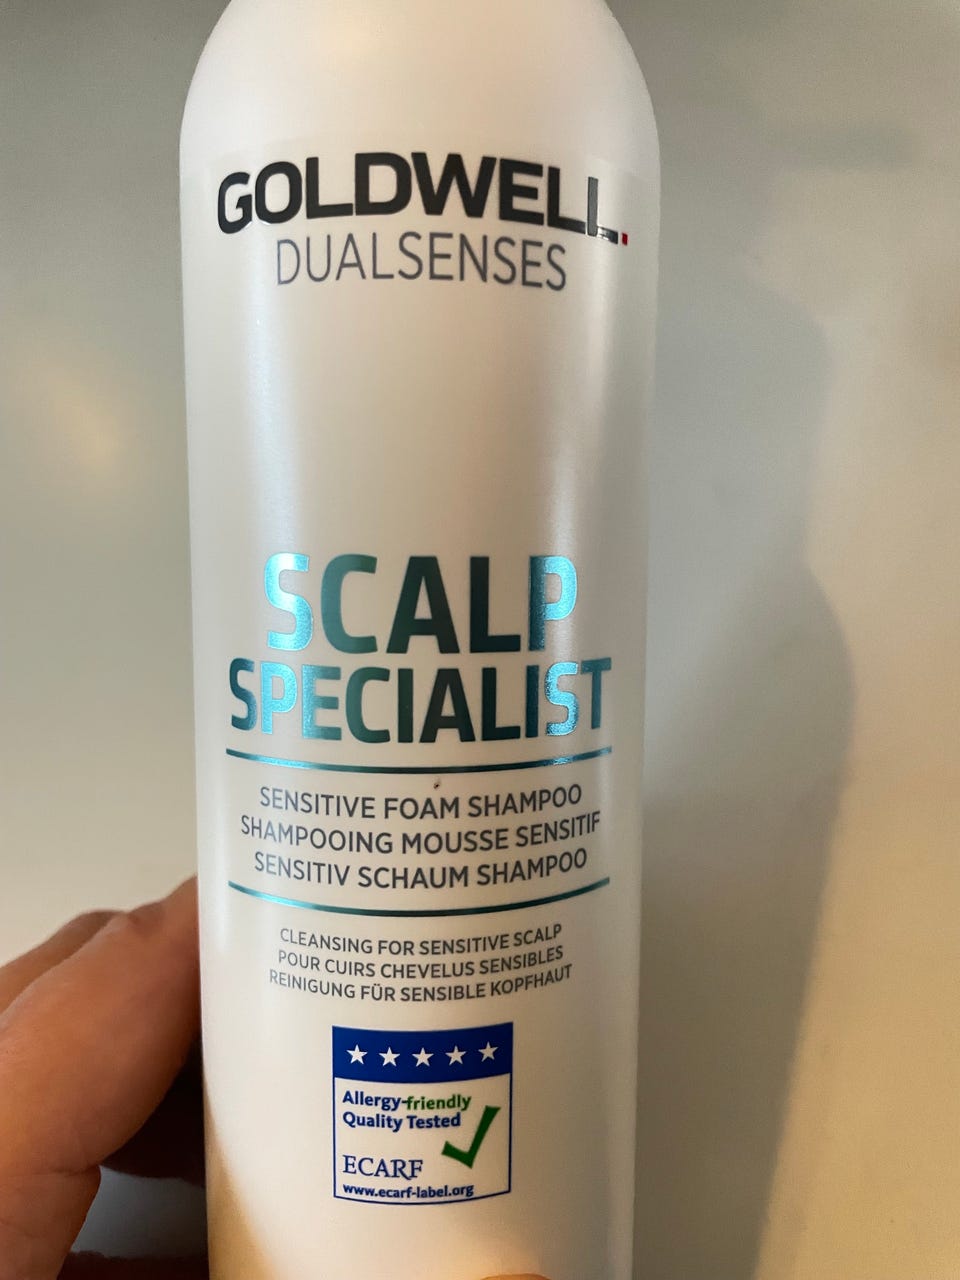 GOLDWELL.
DUALSENSES
SCALP
SPECIALIST
SENSITIVE FOAM SHAMPOO
SHAMPOOING MOUSSE SENSITIF
SENSITIV SCHAUM SHAMPOO
CLEANSING FOR SENSITIVE SCALP
POUR CUIRS CHEVELUS SENSIBLES
REINIGUNG FÜR SENSIBLE KOPFHAUT
Allergy-friendly
Quality Tested
ECARF
www.ecarf-label.org